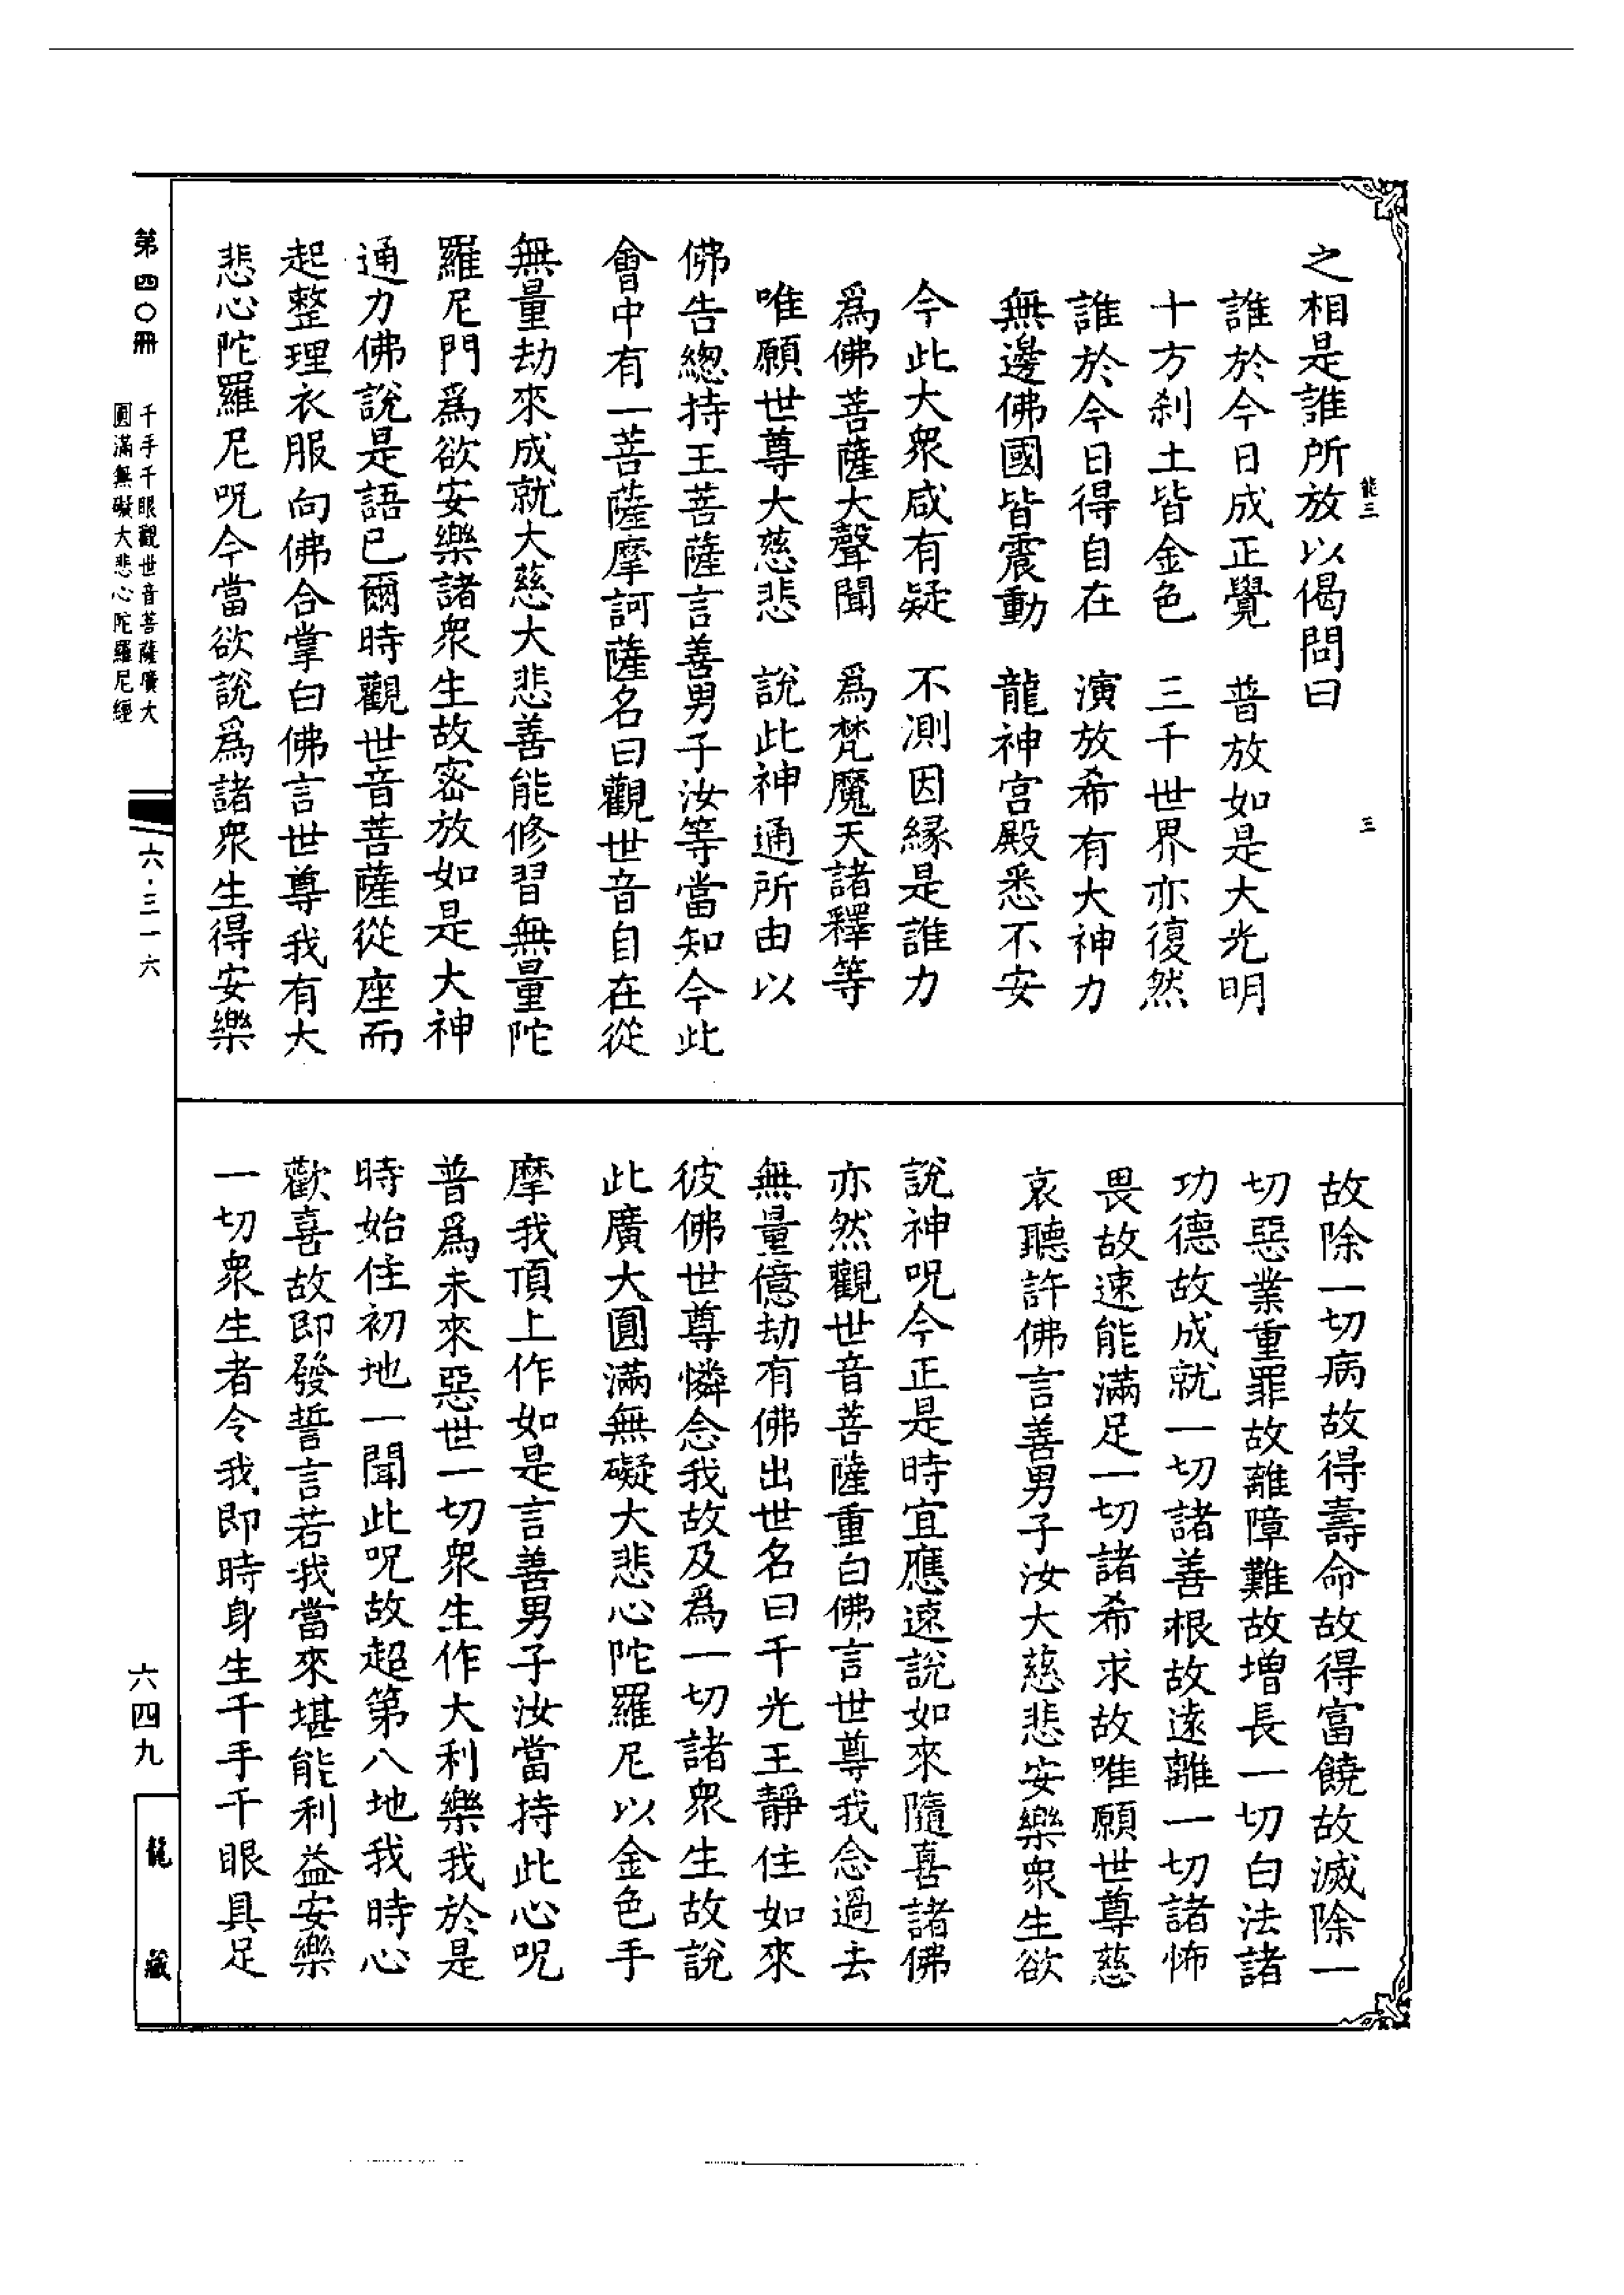 之相是誰所放以偈問曰
誰於今日成正覺　普放如是大光明
十方剎土皆金色　三千世界亦復然
誰於今日得自在　演放希有大神力
無邊佛國皆震動　龍神宮殿悉不安
今此大眾咸有疑　不測因緣是誰力
爲佛菩薩大聲聞　爲梵魔天諸釋等
唯願世尊大慈悲　說此神通所由以
佛告緫持王菩薩言善男子汝等當知今此
會中有一菩薩摩訶薩名曰觀世音自在從
無量劫來成就大慈大悲善能修習無量陀
羅尼門爲欲安樂諸眾生故密放如是大神
通力佛說是語已爾時觀世音菩薩從座而
起整理衣服向佛合掌白佛言世尊我有大
悲心陀羅尼呪今當欲說爲諸眾生得安樂
故除一切病故得壽命故得富饒故滅除一
切惡業重罪故離障難故增長一切白法諸
功德故成就一切諸善根故遠離一切諸怖
畏故速能滿足一切諸希求故唯願世尊慈
哀聽許佛言善男子汝大慈悲安樂眾生欲
說神呪今正是時宜應速說如來隨喜諸佛
亦然觀世音菩薩重白佛言世尊我念過去
無量億劫有佛出世名曰千光王靜住如來
彼佛世尊憐念我故及爲一切諸眾生故說
此廣大圓滿無礙大悲心陀羅尼以金色手
摩我頂上作如是言善男子汝當持此心呪
普爲未來惡世一切眾生作大利樂我於是
時始住初地一聞此呪故超第八地我時心
歡喜故即發誓言若我當來堪能利益安樂
一切眾生者令我即時身生千手千眼具足
龍三
三
第四〇冊
千手千眼觀世音菩薩廣大
圓滿無礙大悲心陀羅尼經
六·三一六
六四九
龍藏